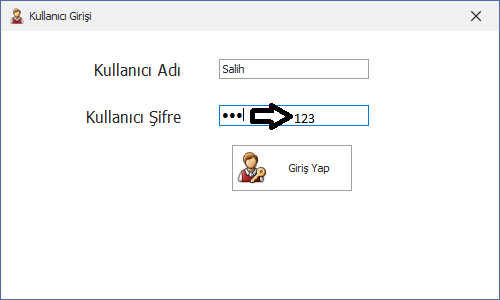 Kullanıcı Girişi
Kullanıcı Adı
Salih
Kullanıcı Şifre
••• 123
Giriş Yap